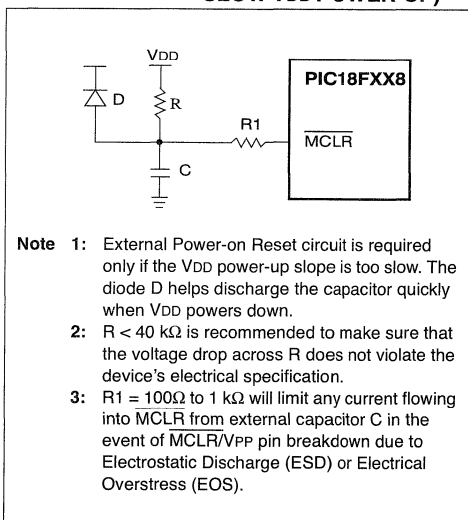 VDD
PIC18FXX8
D
R
R1
MCLR
C
Note 1: External Power-on Reset circuit is required
only if the VDD power-up slope is too slow. The
diode D helps discharge the capacitor quickly
when VDD powers down.
2: R < 40 kΩ is recommended to make sure that
the voltage drop across R does not violate the
device's electrical specification.
3: R1 = 100Ω to 1 kΩ will limit any current flowing
into MCLR from external capacitor C in the
event of MCLR/VPP pin breakdown due to
Electrostatic Discharge (ESD) or Electrical
Overstress (EOS).